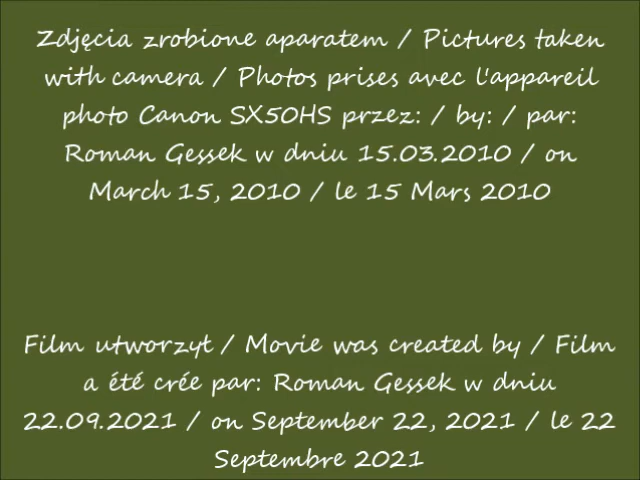 Zdjęcia zrobione aparatem / Pictures taken
with camera / Photos prises avec l'appareil
photo Canon SX50HS przez: / by: / par:
Roman Gessek w dniu 15.03.2010 / on
March 15, 2010 / le 15 Mars 2010
Film utworzył / Movie was created by / Film
a été crée par: Roman Gessek w dniu
22.09.2021 / on September 22, 2021 / le 22
Septembre 2021